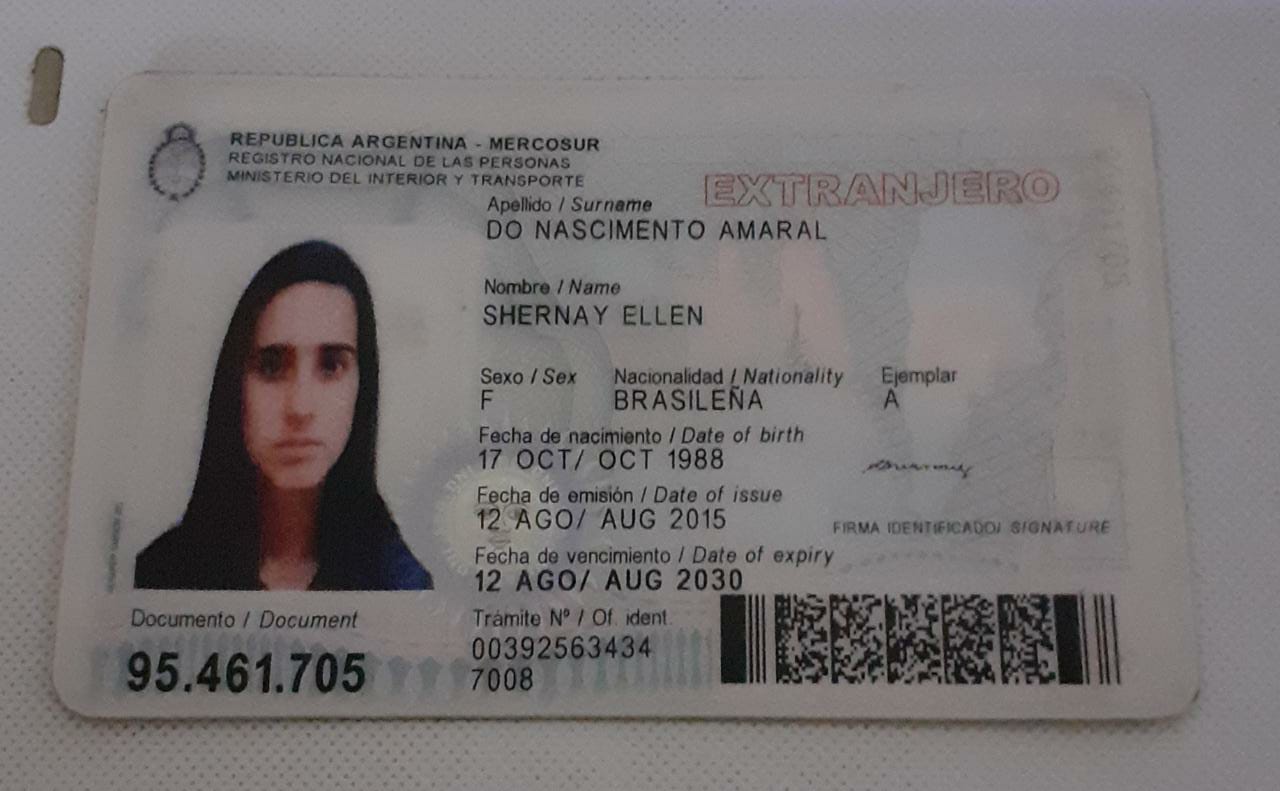 REPUBLICA ARGENTINA - MERCOSUR
REGISTRO NACIONAL DE LAS PERSONAS
MINISTERIO DEL INTERIOR Y TRANSPORTE
EXTRANJERO
Apellido / Surname
DO NASCIMENTO AMARAL
Nombre / Name
SHERNAY ELLEN
Sexo / Sex Nacionalidad / Nationality Ejemplar
F BRASILEÑA A
Fecha de nacimiento / Date of birth
17 OCT/ OCT 1988
Fecha de emisión / Date of issue
12 AGO/ AUG 2015
FIRMA IDENTIFICADO/ SIGNATURE
Fecha de vencimiento / Date of expiry
12 AGO/ AUG 2030
Documento / Document
95.461.705
Trámite Nº / Of. ident.
00392563434
7008